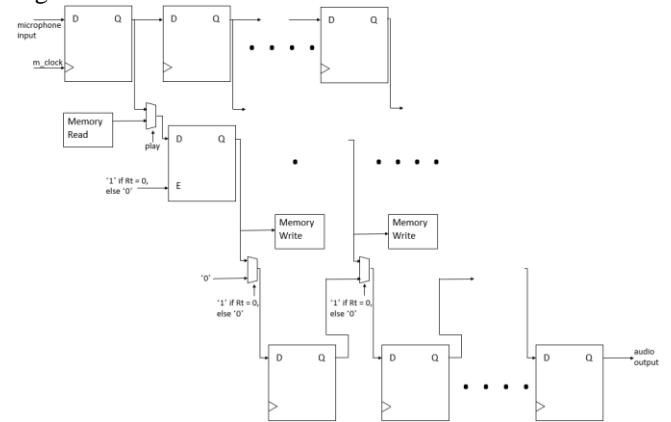 microphone
input
D Q
D Q
D Q
m_clock
Memory
Read
play
D Q
E
'1' if Rt = 0,
else '0'
Memory
Write
Memory
Write
'0'
'1' if Rt = 0,
else '0'
'1' if Rt = 0,
else '0'
D Q
D Q
D Q
audio
output